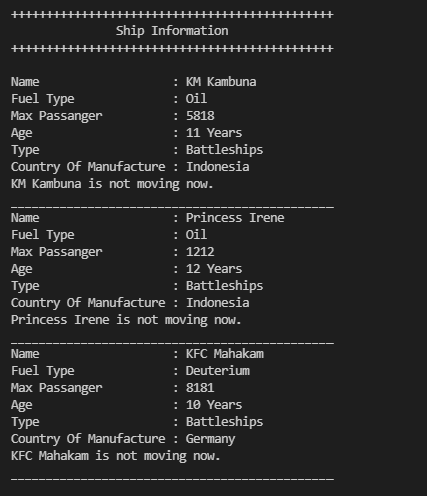 ++++++++++++++++++++++++++++++++++++++++++++++
Ship Information
++++++++++++++++++++++++++++++++++++++++++++++
Name : KM Kambuna
Fuel Type : Oil
Max Passanger : 5818
Age : 11 Years
Type : Battleships
Country Of Manufacture : Indonesia
KM Kambuna is not moving now.
______________________________________________
Name : Princess Irene
Fuel Type : Oil
Max Passanger : 1212
Age : 12 Years
Type : Battleships
Country Of Manufacture : Indonesia
Princess Irene is not moving now.
______________________________________________
Name : KFC Mahakam
Fuel Type : Deuterium
Max Passanger : 8181
Age : 10 Years
Type : Battleships
Country Of Manufacture : Germany
KFC Mahakam is not moving now.
______________________________________________